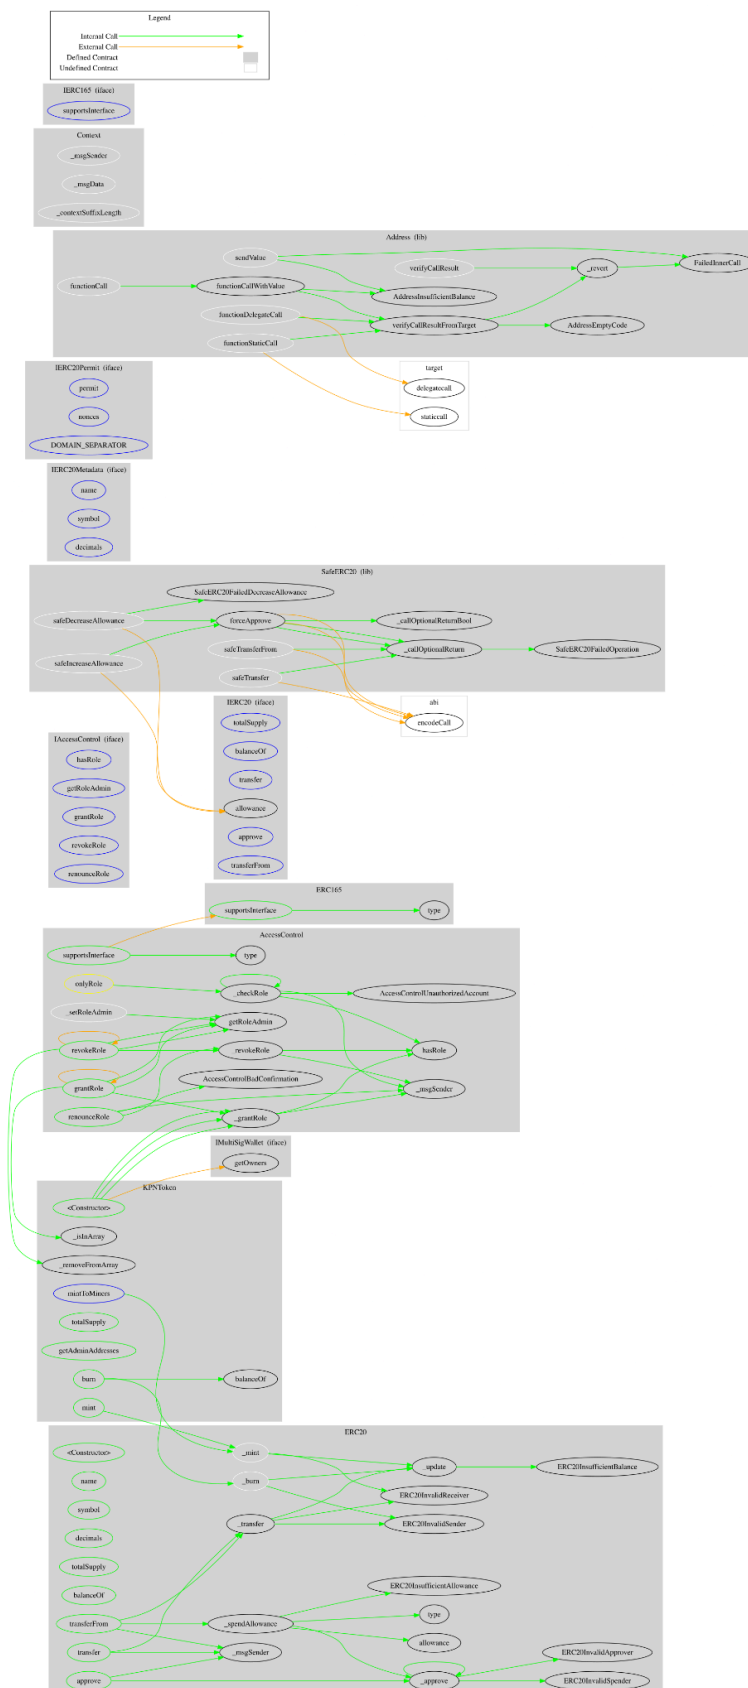 Legend
Internal Call
External Call
Defined Contract
Undefined Contract
IERC165 (iface)
supportsInterface
Context
_msgSender
_msgData
_contextSuffixLength
Address (lib)
sendValue
verifyCallResult
_revert
FailedInnerCall
functionCall
functionCallWithValue
AddressInsufficientBalance
functionDelegateCall
verifyCallResultFromTarget
AddressEmptyCode
functionStaticCall
IERC20Permit (iface)
permit
nonces
DOMAIN_SEPARATOR
target
delegatecall
staticcall
IERC20Metadata (iface)
name
symbol
decimals
SafeERC20 (lib)
SafeERC20FailedDecreaseAllowance
safeDecreaseAllowance
forceApprove
_callOptionalReturnBool
safeTransferFrom
_callOptionalReturn
SafeERC20FailedOperation
safeIncreaseAllowance
safeTransfer
IERC20 (iface)
totalSupply
balanceOf
transfer
allowance
approve
transferFrom
abi
encodeCall
IAccessControl (iface)
hasRole
getRoleAdmin
grantRole
revokeRole
renounceRole
ERC165
supportsInterface
type
AccessControl
supportsInterface
type
onlyRole
_checkRole
AccessControlUnauthorizedAccount
_setRoleAdmin
getRoleAdmin
revokeRole
_revokeRole
hasRole
grantRole
AccessControlBadConfirmation
_msgSender
renounceRole
_grantRole
IMultiSigWallet (iface)
getOwners
KPNToken
<Constructor>
_isInArray
_removeFromArray
mintToMiners
totalSupply
getAdminAddresses
burn
balanceOf
mint
ERC20
<Constructor>
_mint
_update
ERC20InsufficientBalance
name
_burn
ERC20InvalidReceiver
symbol
_transfer
ERC20InvalidSender
decimals
totalSupply
balanceOf
ERC20InsufficientAllowance
transferFrom
_spendAllowance
type
allowance
transfer
_msgSender
ERC20InvalidApprover
approve
_approve
ERC20InvalidSpender